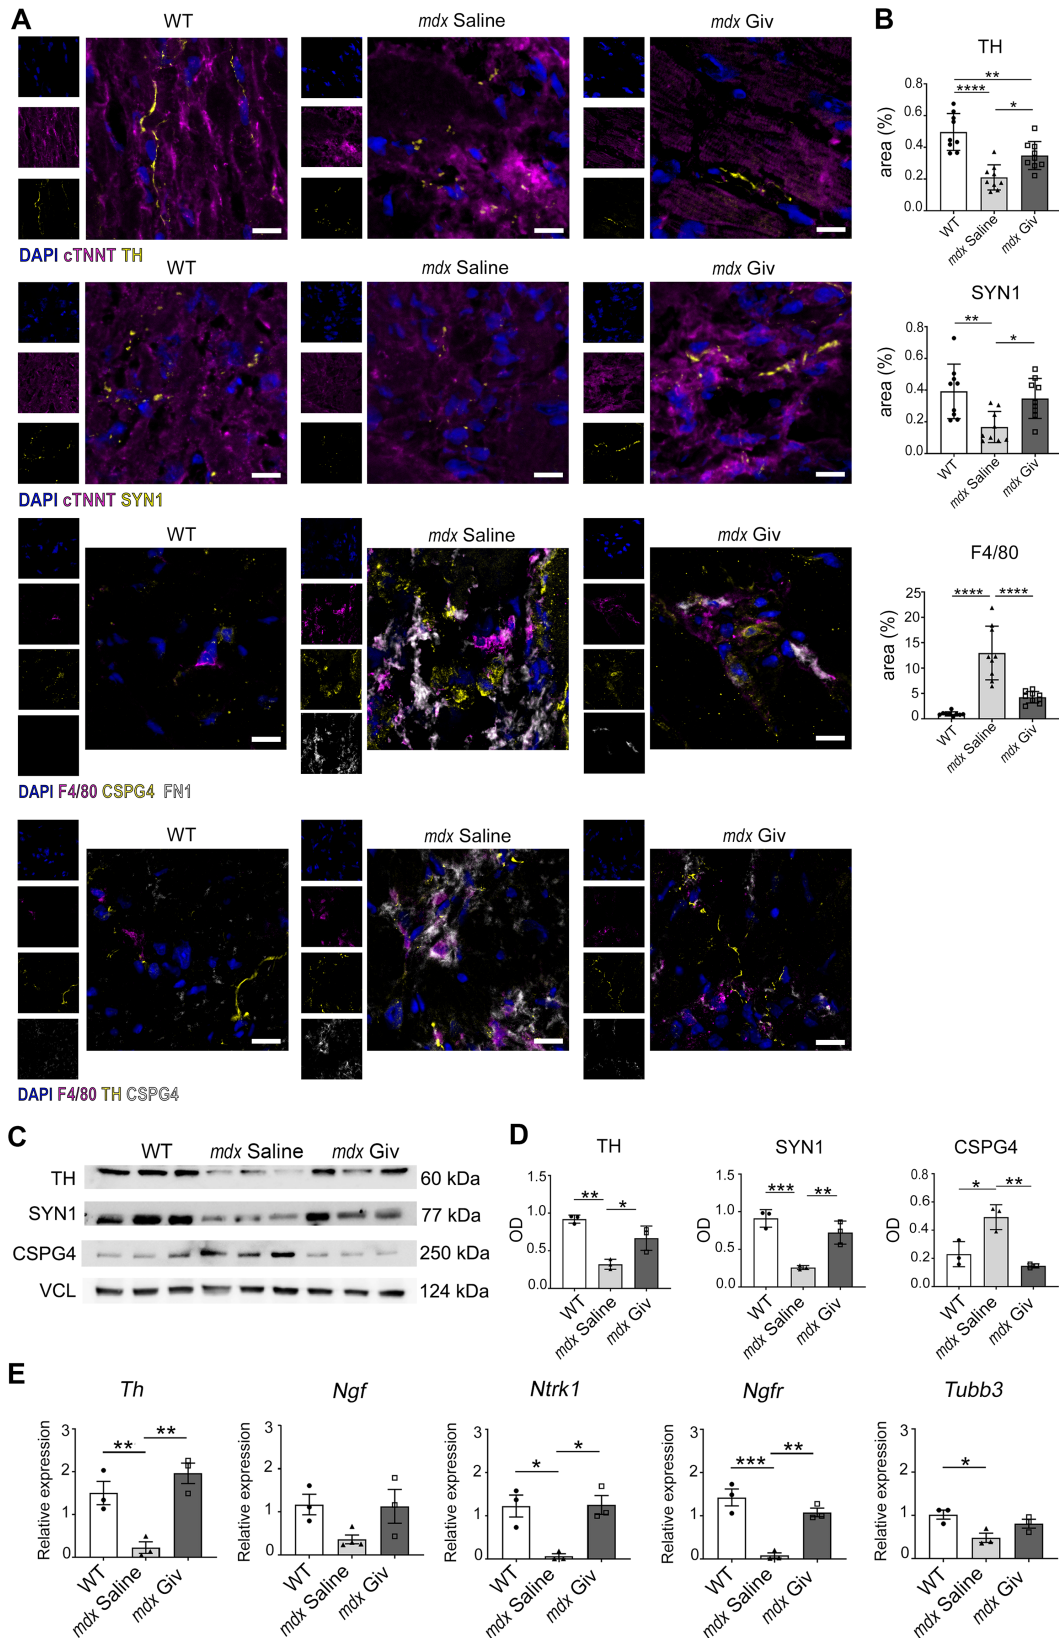 A
WT
mdx Saline
mdx Giv
DAPI cTNNT TH
WT
mdx Saline
mdx Giv
DAPI cTNNT SYN1
WT
mdx Saline
mdx Giv
DAPI F4/80 CSPG4 FN1
WT
mdx Saline
mdx Giv
DAPI F4/80 TH CSPG4
B
TH
**
****
*
area (%)
0.8
0.6
0.4
0.2
0.0
WT
mdx Saline
mdx Giv
SYN1
**
*
area (%)
0.8
0.6
0.4
0.2
0.0
WT
mdx Saline
mdx Giv
F4/80
****
****
area (%)
25
20
15
10
5
0
WT
mdx Saline
mdx Giv
C
WT mdx Saline mdx Giv
TH 60 kDa
SYN1 77 kDa
CSPG4 250 kDa
VCL 124 kDa
D
TH
**
*
OD
1.5
1.0
0.5
0.0
WT
mdx Saline
mdx Giv
SYN1
***
**
OD
1.5
1.0
0.5
0.0
WT
mdx Saline
mdx Giv
CSPG4
*
**
OD
0.8
0.6
0.4
0.2
0.0
WT
mdx Saline
mdx Giv
E
Th
**
**
Relative expression
3
2
1
0
WT
mdx Saline
mdx Giv
Ngf
Relative expression
3
2
1
0
WT
mdx Saline
mdx Giv
Ntrk1
*
*
Relative expression
3
2
1
0
WT
mdx Saline
mdx Giv
Ngfr
***
**
Relative expression
3
2
1
0
WT
mdx Saline
mdx Giv
Tubb3
*
Relative expression
3
2
1
0
WT
mdx Saline
mdx Giv